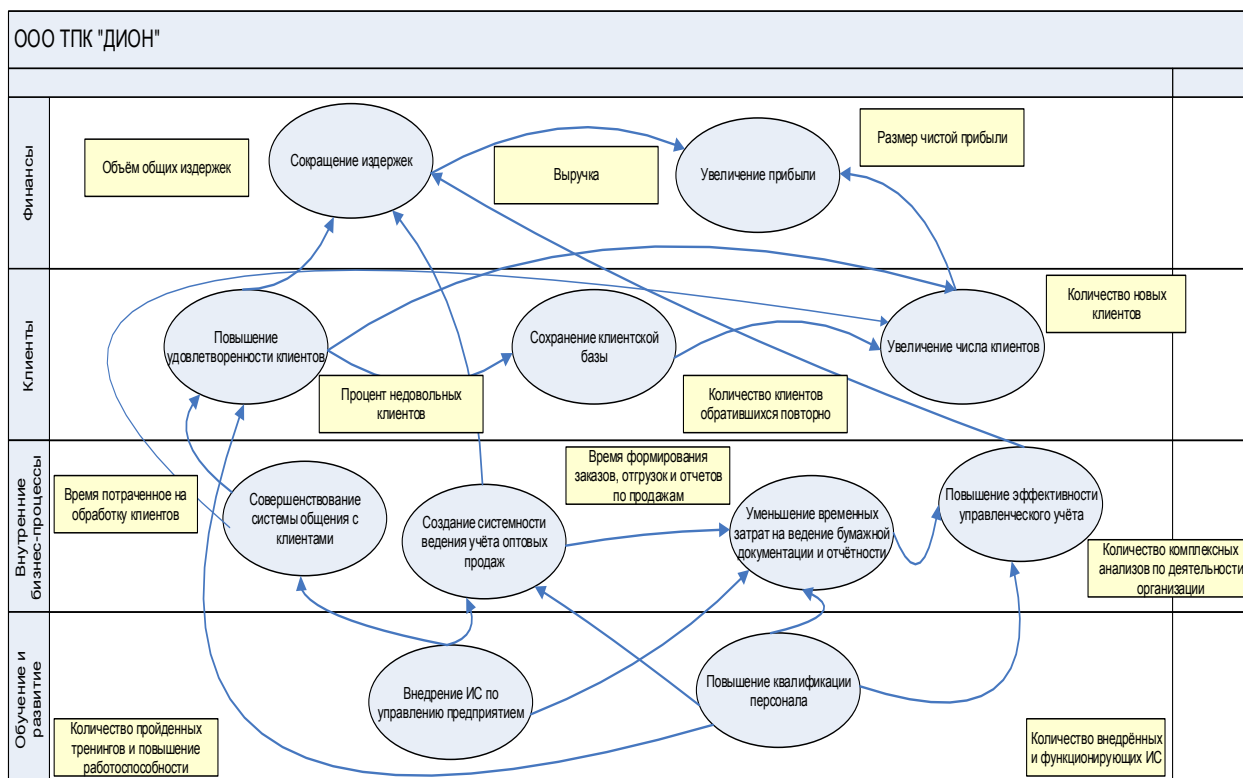 ООО ТПК "ДИОН"
Финансы
Объём общих издержек
Сокращение издержек
Выручка
Увеличение прибыли
Размер чистой прибыли
Клиенты
Повышение
удовлетворенности клиентов
Процент недовольных
клиентов
Сохранение клиентской
базы
Количество клиентов
обратившихся повторно
Увеличение числа клиентов
Количество новых
клиентов
Внутренние
бизнес-процессы
Время потраченное на
обработку клиентов
Совершенствование
системы общения с
клиентами
Создание системности
ведения учёта оптовых
продаж
Время формирования
заказов, отгрузок и отчетов
по продажам
Уменьшение временных
затрат на ведение бумажной
документации и отчётности
Повышение эффективности
управленческого учёта
Количество комплексных
анализов по деятельности
организации
Обучение и
развитие
Количество пройденных
тренингов и повышение
работоспособности
Внедрение ИС по
управлению предприятием
Повышение квалификации
персонала
Количество внедрённых
и функционирующих ИС